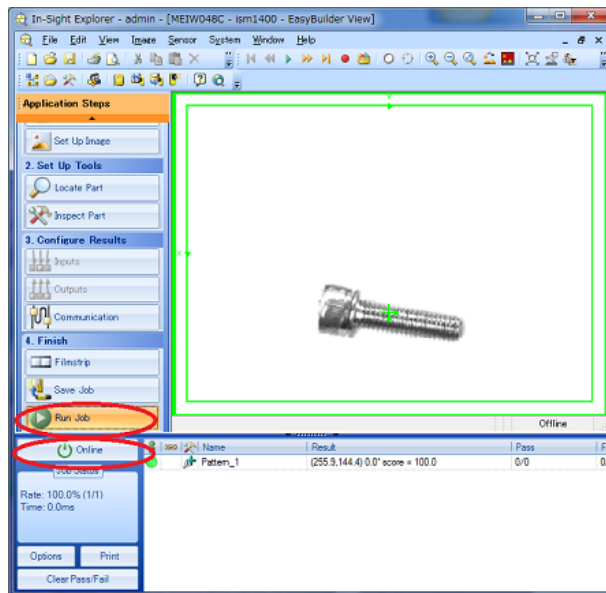 In-Sight Explorer - admin - [MEIW048C - ism1400 - EasyBuilder View]
File Edit View Image Sensor System Window Help
Application Steps
Set Up Image
2. Set Up Tools
Locate Part
Inspect Part
3. Configure Results
Inputs
Outputs
Communication
4. Finish
Filmstrip
Save Job
Run Job
Offline
Online
Name Result Pass
Job Status
Pattern_1 (255.9,144.4) 0.0° score = 100.0 0/0
Rate: 100.0% (1/1)
Time: 0.0ms
Options Print
Clear Pass/Fail